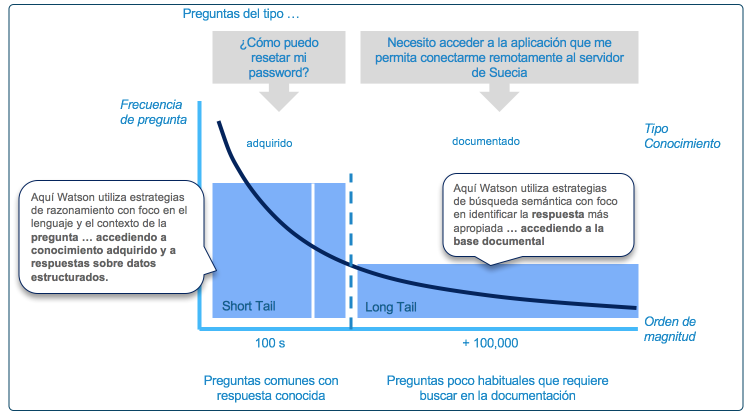 Preguntas del tipo …
¿Cómo puedo
resetar mi
password?
Necesito acceder a la aplicación que me
permita conectarme remotamente al servidor
de Suecia
Frecuencia
de pregunta
adquirido
documentado
Tipo
Conocimiento
Aquí Watson utiliza estrategias
de razonamiento con foco en el
lenguaje y el contexto de la
pregunta … accediendo a
conocimiento adquirido y a
respuestas sobre datos
estructurados.
Aquí Watson utiliza estrategias
de búsqueda semántica con foco
en identificar la respuesta más
apropiada … accediendo a la
base documental
Short Tail
Long Tail
Orden de
magnitud
100 s
+ 100,000
Preguntas comunes con
respuesta conocida
Preguntas poco habituales que requiere
buscar en la documentación